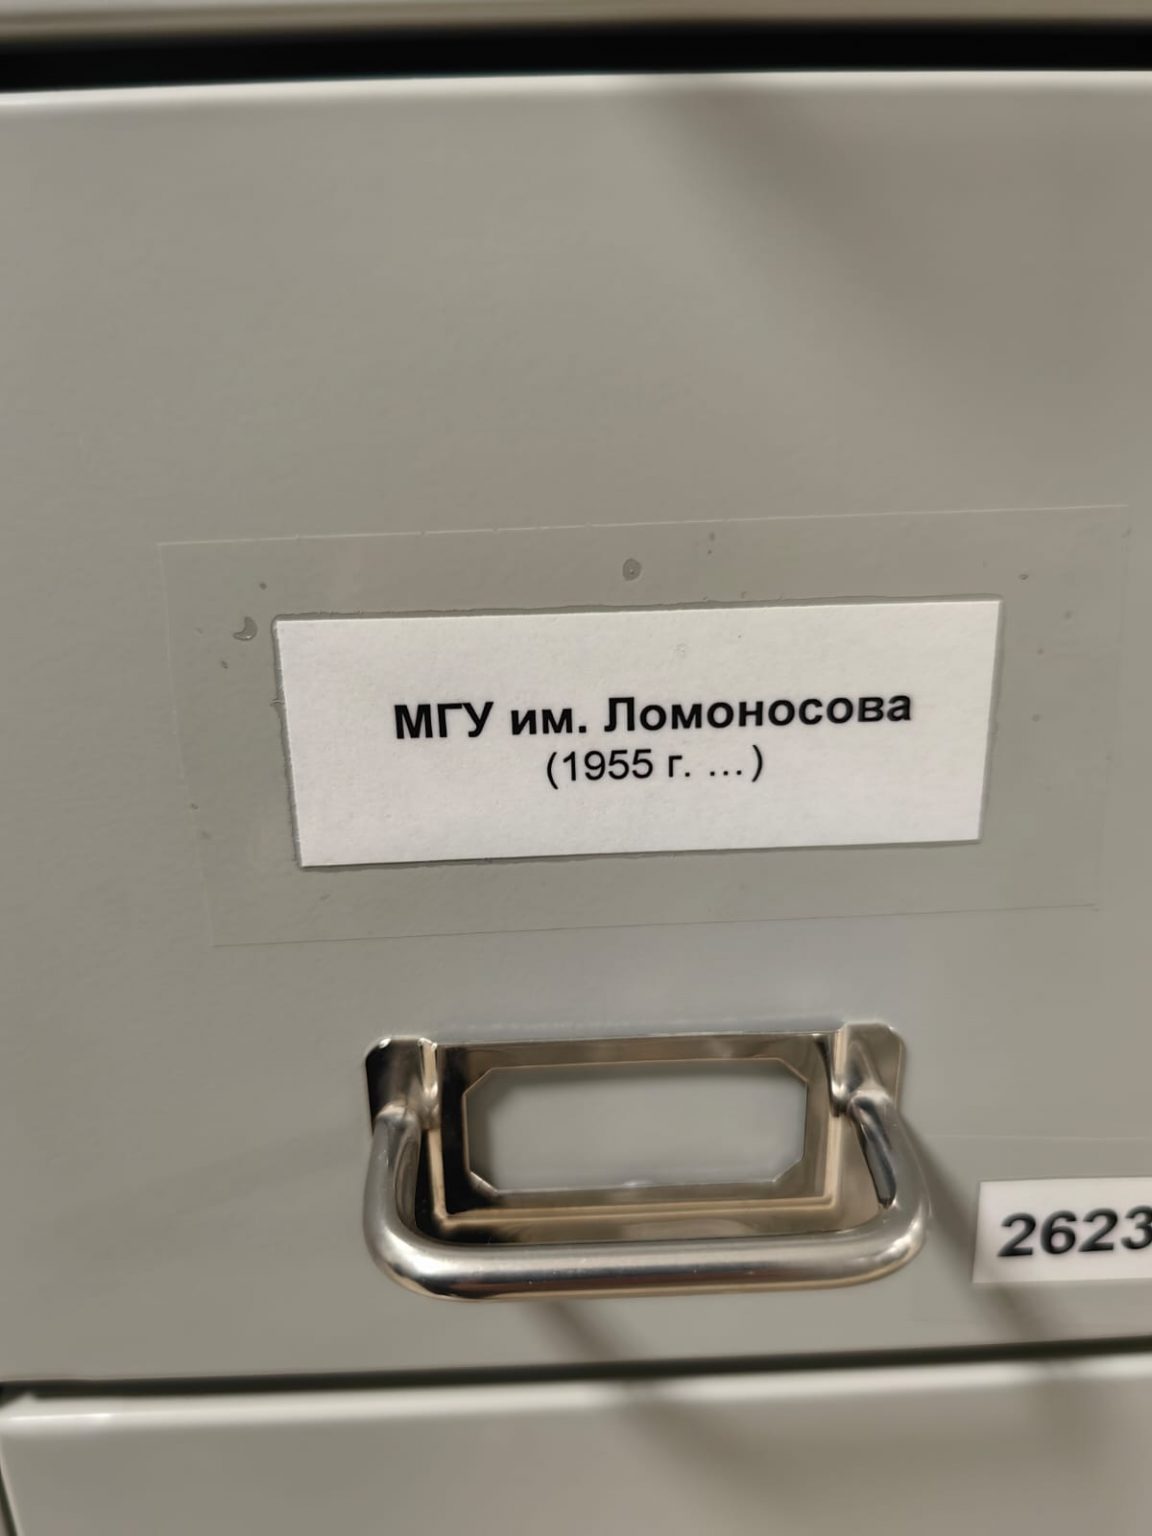 МГУ им. Ломоносова
(1955 г. ...)
2623